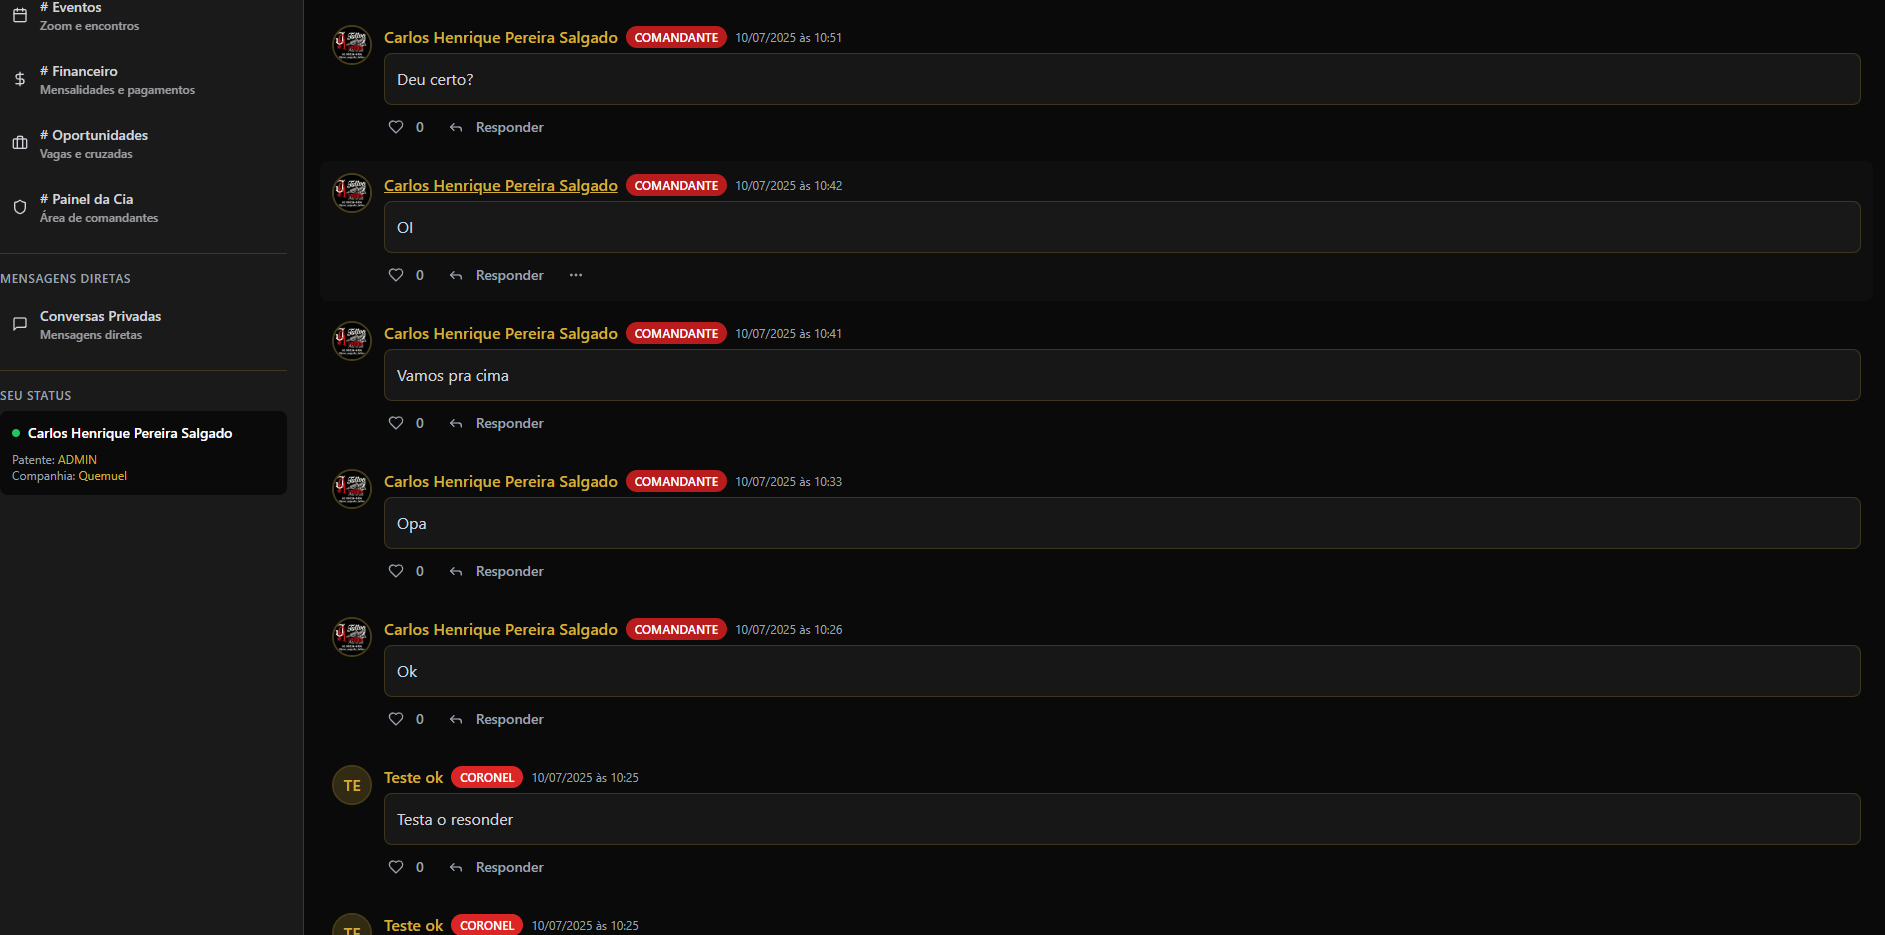 # Eventos
Zoom e encontros
# Financeiro
Mensalidades e pagamentos
# Oportunidades
Vagas e cruzadas
# Painel da Cia
Área de comandantes
MENSAGENS DIRETAS
Conversas Privadas
Mensagens diretas
SEU STATUS
Carlos Henrique Pereira Salgado
Patente: ADMIN
Companhia: Quemuel
Carlos Henrique Pereira Salgado COMANDANTE 10/07/2025 às 10:51
Deu certo?
0 Responder
Carlos Henrique Pereira Salgado COMANDANTE 10/07/2025 às 10:42
OI
0 Responder ···
Carlos Henrique Pereira Salgado COMANDANTE 10/07/2025 às 10:41
Vamos pra cima
0 Responder
Carlos Henrique Pereira Salgado COMANDANTE 10/07/2025 às 10:33
Opa
0 Responder
Carlos Henrique Pereira Salgado COMANDANTE 10/07/2025 às 10:26
Ok
0 Responder
TE Teste ok CORONEL 10/07/2025 às 10:25
Testa o resonder
0 Responder
TE Teste ok CORONEL 10/07/2025 às 10:25